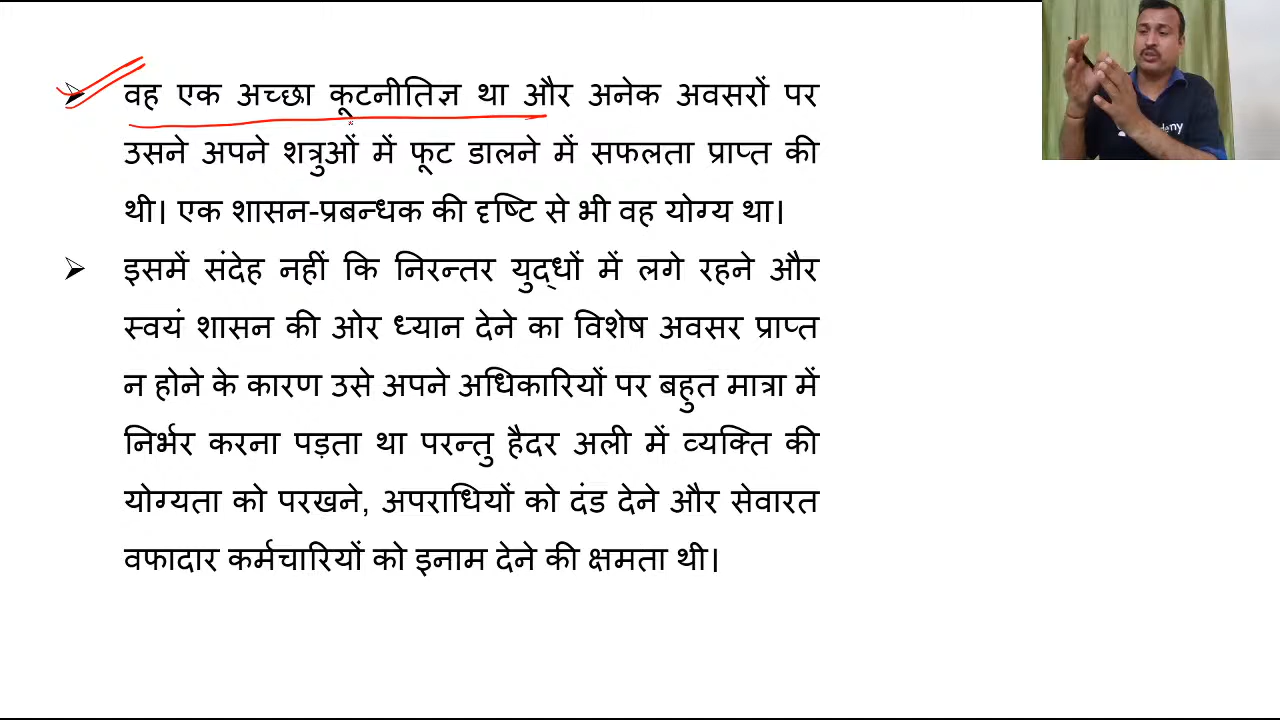 वह एक अच्छा कूटनीतिज्ञ था और अनेक अवसरों पर
उसने अपने शत्रुओं में फूट डालने में सफलता प्राप्त की
थी। एक शासन-प्रबन्धक की दृष्टि से भी वह योग्य था।
इसमें संदेह नहीं कि निरन्तर युद्धों में लगे रहने और
स्वयं शासन की ओर ध्यान देने का विशेष अवसर प्राप्त
न होने के कारण उसे अपने अधिकारियों पर बहुत मात्रा में
निर्भर करना पड़ता था परन्तु हैदर अली में व्यक्ति की
योग्यता को परखने, अपराधियों को दंड देने और सेवारत
वफादार कर्मचारियों को इनाम देने की क्षमता थी।